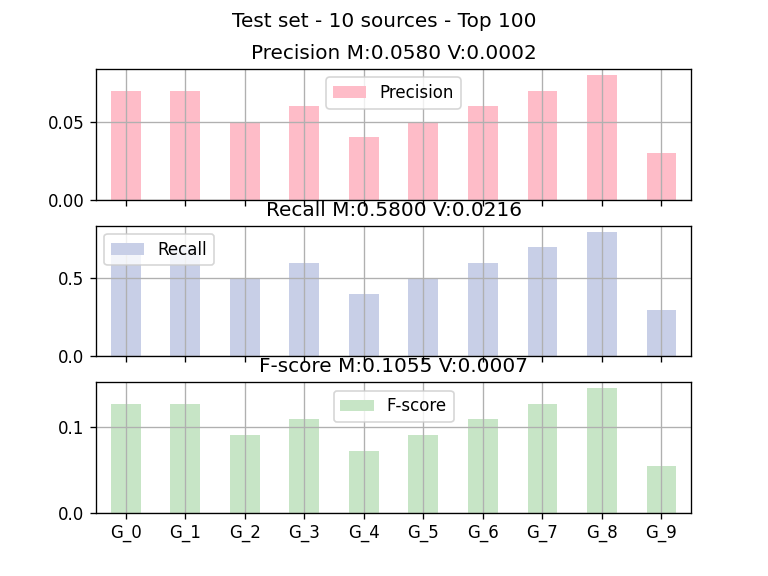 Test set - 10 sources - Top 100
Precision M:0.0580 V:0.0002
Precision
0.05
0.00
Recall M:0.5800 V:0.0216
Recall
0.5
0.0
F-score M:0.1055 V:0.0007
F-score
0.1
0.0
G_0 G_1 G_2 G_3 G_4 G_5 G_6 G_7 G_8 G_9